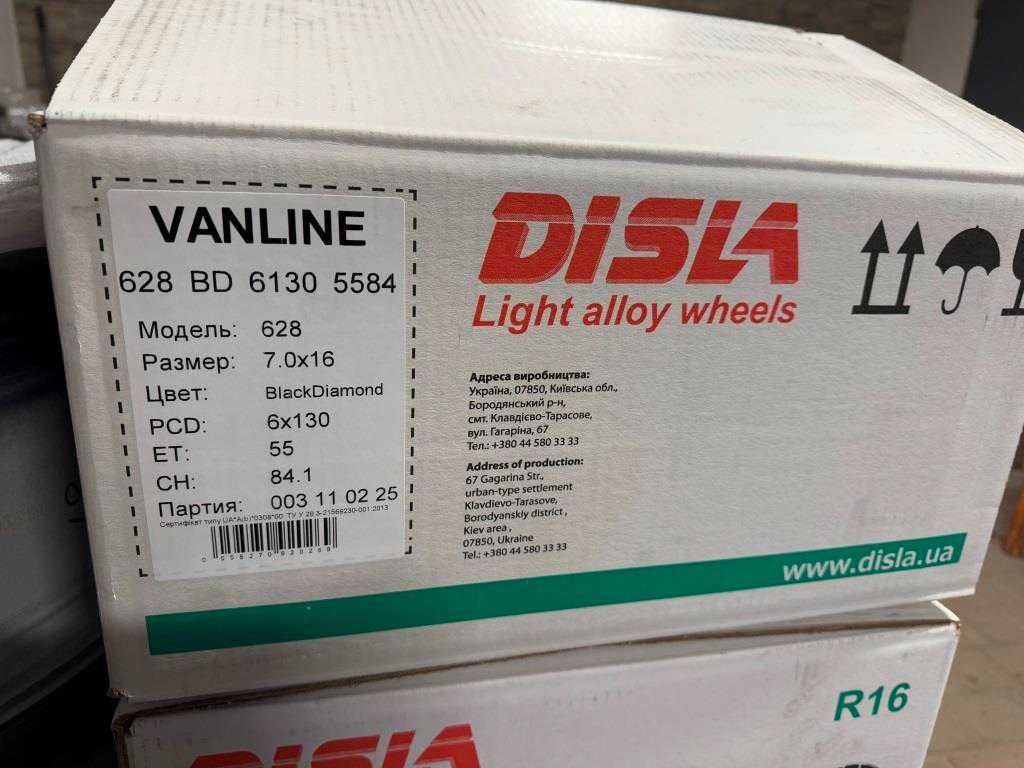 VANLINE
628 BD 6130 5584
Модель: 628
Размер: 7.0x16
Цвет: BlackDiamond
PCD: 6x130
ET: 55
CH: 84.1
Партия: 003 11 02 25
Сертифікат типу
DISLA
Light alloy wheels
Адреса виробництва:
Україна, 07850, Київська обл.,
Бородянський р-н,
смт. Клавдієво-Тарасове,
вул. Гагаріна, 67
Тел.: +380 44 580 33 33
Address of production:
67 Gagarina Str.,
urban-type settlement
Klavdievo-Tarasove,
Borodyanskiy district ,
Kiev area ,
07850, Ukraine
Tel.: +380 44 580 33 33
www.disla.ua
R16
DISLA